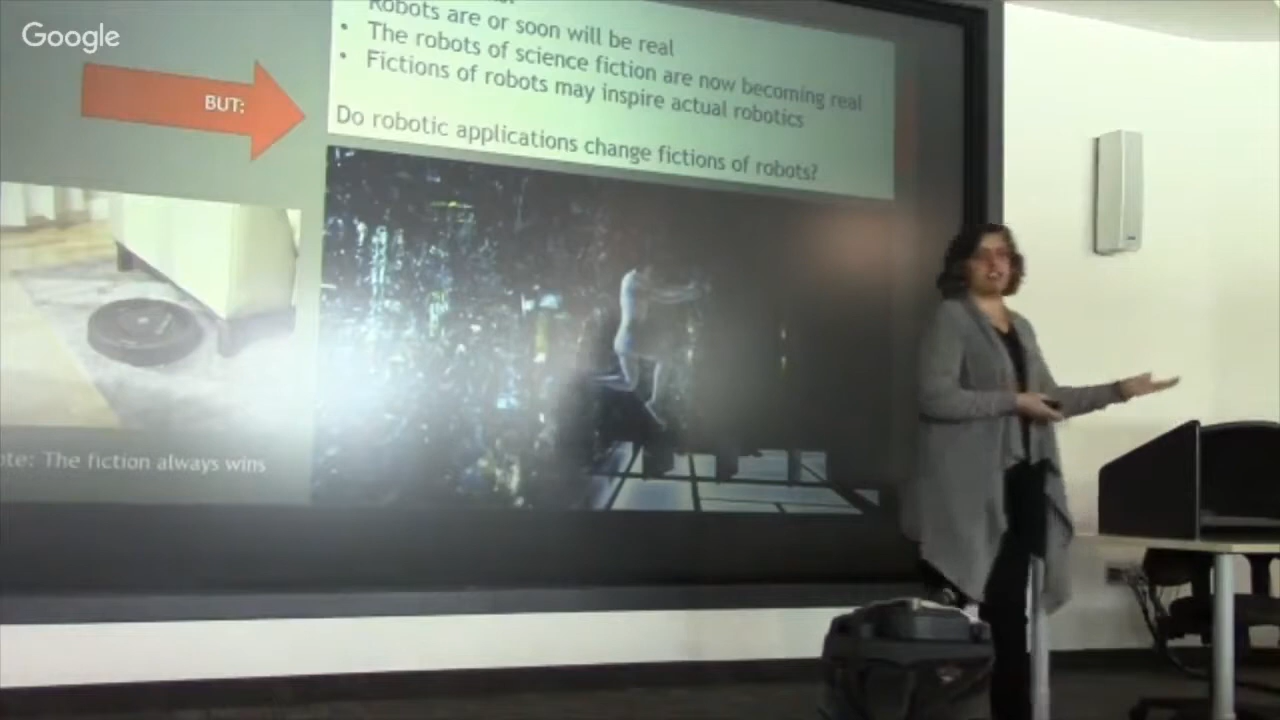 Google
Robots are or soon will be real
• The robots of science fiction are now becoming real
• Fictions of robots may inspire actual robotics
BUT:
Do robotic applications change fictions of robots?
ote: The fiction always wins